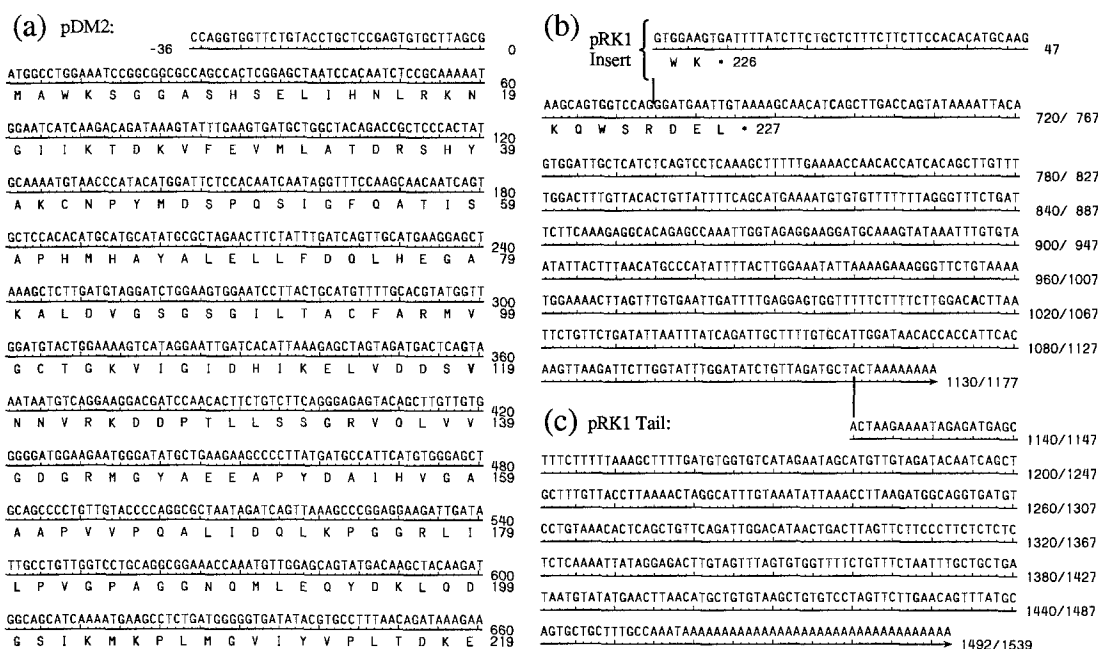 (a) pDM2:
CCAGGTGGTTCTGTACCTGCTCCGAGTGTGCTTAGCG
-36 0
ATGGCCTGGAAATCCGGCGGCGCCAGCCACTCGGAGCTAATCCACAATCTCCGCAAAAAT
60
M A W K S G G A S H S E L I H N L R K N 19
GGAATCATCAAGACAGATAAAGTATTTGAAGTGATGCTGGCTACAGACCGCTCCCACTAT
120
G I I K T D K V F E V M L A T D R S H Y 39
GCAAAATGTAACCCATACATGGATTCTCCACAATCAATAGGTTTCCAAGCAACAATCAGT
180
A K C N P Y M D S P Q S I G F Q A T I S 59
GCTCCACACATGCATGCATATGCGCTAGAACTTCTATTTGATCAGTTGCATGAAGGAGCT
240
A P H M H A Y A L E L L F D Q L H E G A 79
AAAGCTCTTGATGTAGGATCTGGAAGTGGAATCCTTACTGCATGTTTTGCACGTATGGTT
300
K A L D V G S G S G I L T A C F A R M V 99
GGATGTACTGGAAAAGTCATAGGAATTGATCACATTAAAGAGCTAGTAGATGACTCAGTA
360
G C T G K V I G I D H I K E L V D D S V 119
AATAATGTCAGGAAGGACGATCCAACACTTCTGTCTTCAGGGAGAGTACAGCTTGTTGTG
420
N N V R K D D P T L L S S G R V Q L V V 139
GGGGATGGAAGAATGGGATATGCTGAAGAAGCCCCTTATGATGCCATTCATGTGGGAGCT
480
G D G R M G Y A E E A P Y D A I H V G A 159
GCAGCCCCTGTTGTACCCCAGGCGCTAATAGATCAGTTAAAGCCCGGAGGAAGATTGATA
540
A A P V V P Q A L I D Q L K P G G R L I 179
TTGCCTGTTGGTCCTGCAGGCGGAAACCAAATGTTGGAGCAGTATGACAAGCTACAAGAT
600
L P V G P A G G N Q M L E Q Y D K L Q D 199
GGCAGCATCAAAATGAAGCCTCTGATGGGGGTGATATACGTGCCTTTAACAGATAAAGAA
660
G S I K M K P L M G V I Y V P L T D K E 219
(b) pRK1 Insert
GTGGAAGTGATTTTATCTTCTGCTCTTTCTTCTTCCACACATGCAAG
47
W K • 226
AAGCAGTGGTCCAGGGATGAATTGTAAAAGCAACATCAGCTTGACCAGTATAAAATTACA
720/ 767
K Q W S R D E L • 227
GTGGATTGCTCATCTCAGTCCTCAAAGCTTTTTGAAAACCAACACCATCACAGCTTGTTT
780/ 827
TGGACTTTGTTACACTGTTATTTTCAGCATGAAAATGTGTGTTTTTTTAGGGTTTCTGAT
840/ 887
TCTTCAAAGAGGCACAGAGCCAAATTGGTAGAGGAAGGATGCAAAGTATAAATTTGTGTA
900/ 947
ATATTACTTTAACATGCCCATATTTTACTTGGAAATATTAAAAGAAAGGGTTCTGTAAAA
960/1007
TGGAAAACTTAGTTTGTGAATTGATTTTGAGGAGTGGTTTTTCTTTTCTTGGACACTTAA
1020/1067
TTCTGTTCTGATATTAATTTATCAGATTGCTTTTGTGCATTGGATAACACCACCATTCAC
1080/1127
AAGTTAAGATTCTTGGTATTTGGATATCTGTTAGATGCTACTAAAAAAAA
1130/1177
(c) pRK1 Tail:
ACTAAGAAAATAGAGATGAGC
1140/1147
TTTCTTTTTAAAGCTTTTGATGTGGTGTCATAGAATAGCATGTTGTAGATACAATCAGCT
1200/1247
GCTTTGTTACCTTAAAACTAGGCATTTGTAAATATTAAACCTTAAGATGGCAGGTGATGT
1260/1307
CCTGTAAACACTCAGCTGTTCAGATTGGACATAACTGACTTAGTTCTTCCCTTCTCTCTC
1320/1367
TCTCAAAATTATAGGAGACTTGTAGTTTAGTGTGGTTTTCTGTTTCTAATTTGCTGCTGA
1380/1427
TAATGTATATGAACTTAACATGCTGTGTAAGCTGTGTCCTAGTTCTTGAACAGTTTATGC
1440/1487
AGTGCTGCTTTGCCAAATAAAAAAAAAAAAAAAAAAAAAAAAAAAAAAAAAA
1492/1539